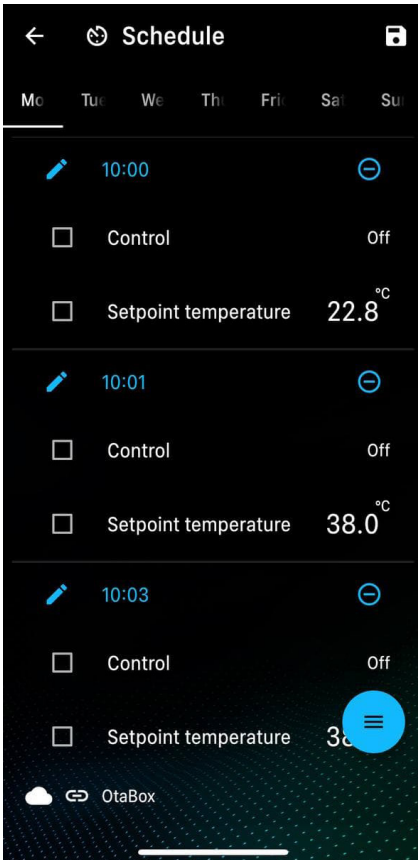 Schedule
Mo Tue We Thu Fri Sat Su
10:00
Control Off
Setpoint temperature 22.8 °C
10:01
Control Off
Setpoint temperature 38.0 °C
10:03
Control Off
Setpoint temperature
OtaBox